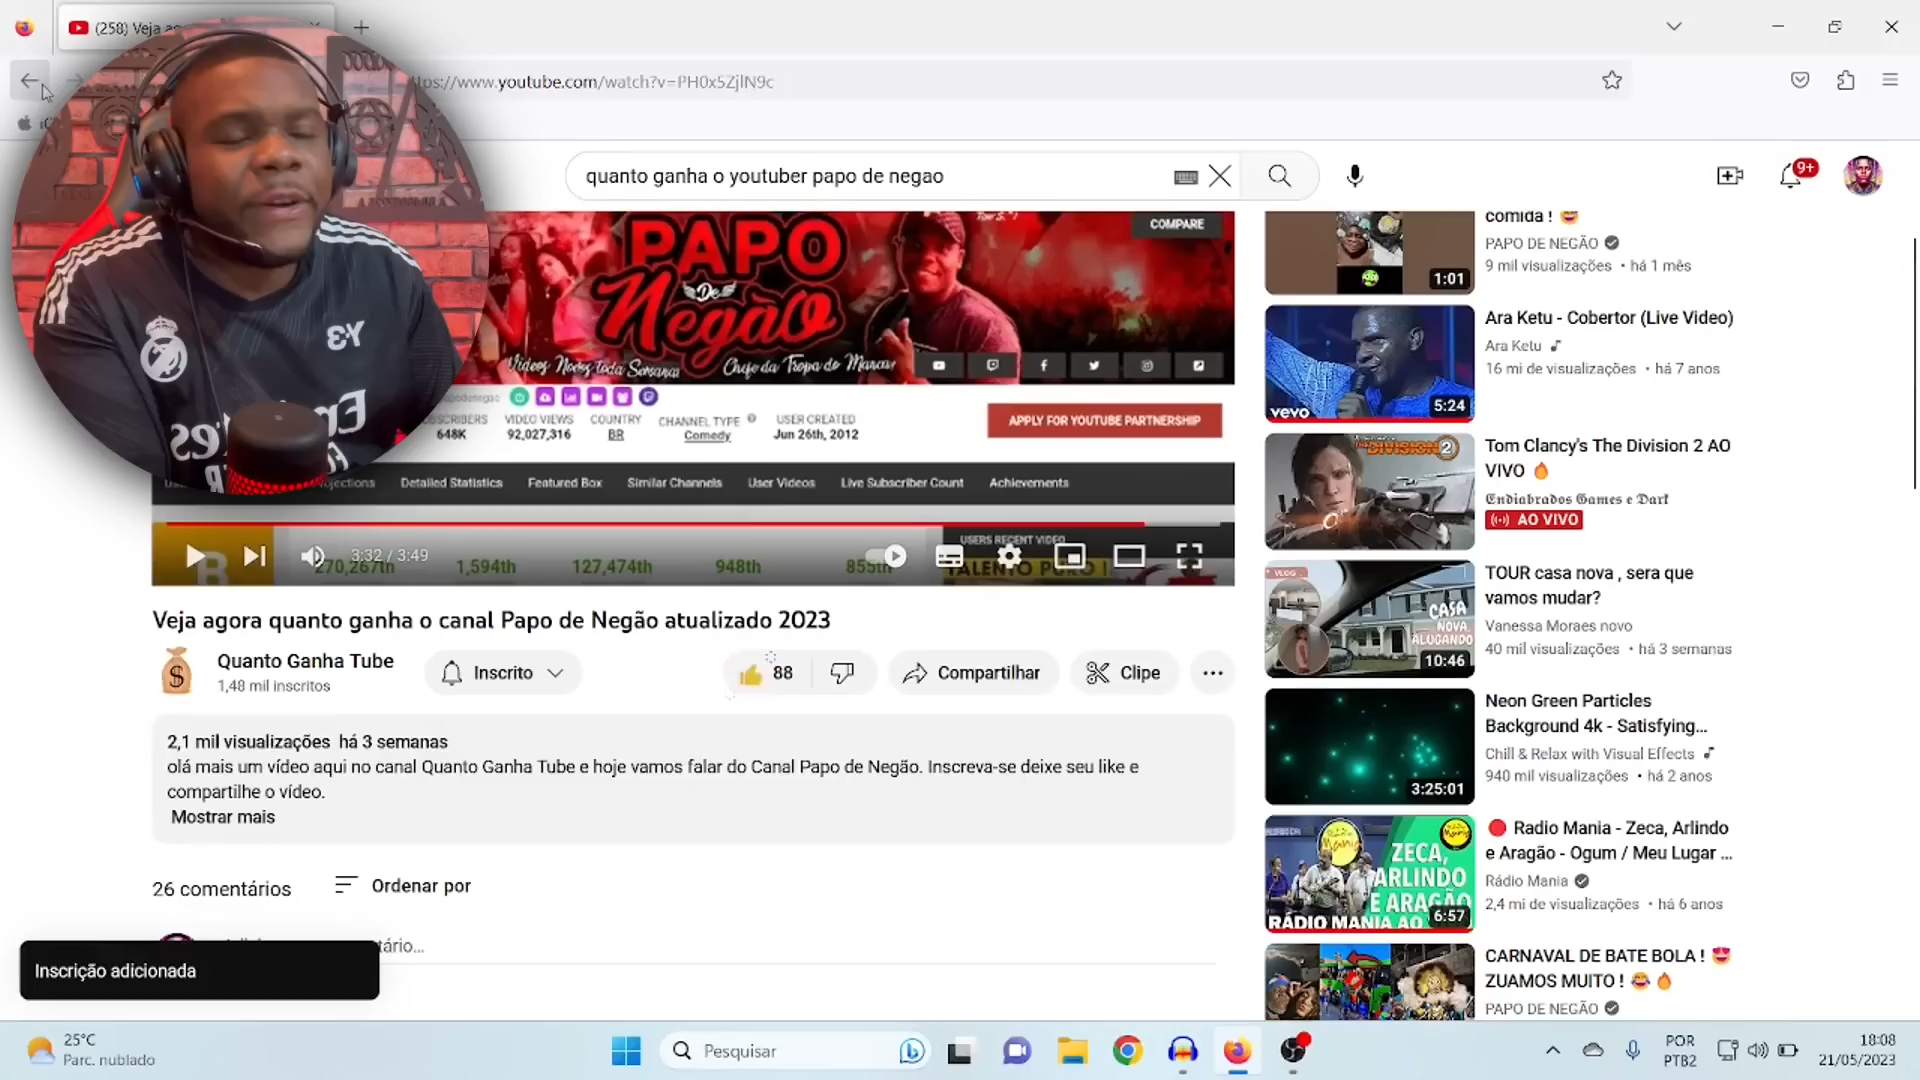 (258) Veja
https://www.youtube.com/watch?v=PH0x5ZjlN9c
quanto ganha o youtuber papo de negao
9+
PAPO
De
Negão
Vídeos Novos toda Semana
Chefe da Tropa do Mancas
COMPARE
648K
VIDEO VIEWS
92,027,316
COUNTRY
BR
CHANNEL TYPE
Comedy
USER CREATED
Jun 26th, 2012
APPLY FOR YOUTUBE PARTNERSHIP
Detailed Statistics
Featured Box
Similar Channels
User Videos
Live Subscriber Count
Achievements
3:32 / 3:49
270,267th
1,594th
127,474th
948th
855th
USERS RECENT VIDEO
TALENTO PURO !
Veja agora quanto ganha o canal Papo de Negão atualizado 2023
Quanto Ganha Tube
1,48 mil inscritos
Inscrito
88
Compartilhar
Clipe
2,1 mil visualizações há 3 semanas
olá mais um vídeo aqui no canal Quanto Ganha Tube e hoje vamos falar do Canal Papo de Negão. Inscreva-se deixe seu like e
compartilhe o vídeo.
Mostrar mais
26 comentários
Ordenar por
Inscrição adicionada
comida !
PAPO DE NEGÃO
9 mil visualizações • há 1 mês
1:01
Ara Ketu - Cobertor (Live Video)
Ara Ketu
16 mi de visualizações • há 7 anos
vevo
5:24
Tom Clancy's The Division 2 AO
VIVO
Endiabrados Games e Dark
AO VIVO
DIVISION 2
TOUR casa nova , sera que
vamos mudar?
Vanessa Moraes novo
40 mil visualizações • há 3 semanas
VLOG
CASA
NOVA
ALUGANDO
10:46
Neon Green Particles
Background 4k - Satisfying...
Chill & Relax with Visual Effects
940 mil visualizações • há 2 anos
3:25:01
Radio Mania - Zeca, Arlindo
e Aragão - Ogum / Meu Lugar ...
Rádio Mania
2,4 mi de visualizações • há 6 anos
ZECA,
ARLINDO
E ARAGÃO
RÁDIO MANIA AO
6:57
CARNAVAL DE BATE BOLA !
ZUAMOS MUITO !
PAPO DE NEGÃO
25°C
Parc. nublado
Pesquisar
POR
PTB2
18:08
21/05/2023